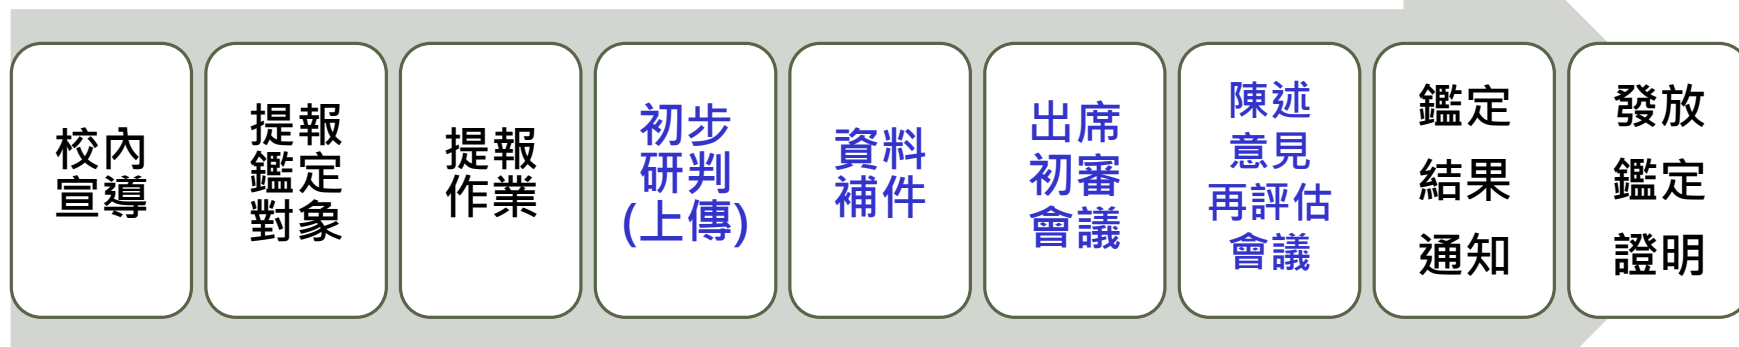 校內
宣導
提報
鑑定
對象
提報
作業
初步
研判
(上傳)
資料
補件
出席
初審
會議
陳述
意見
再評估
會議
鑑定
結果
通知
發放
鑑定
證明